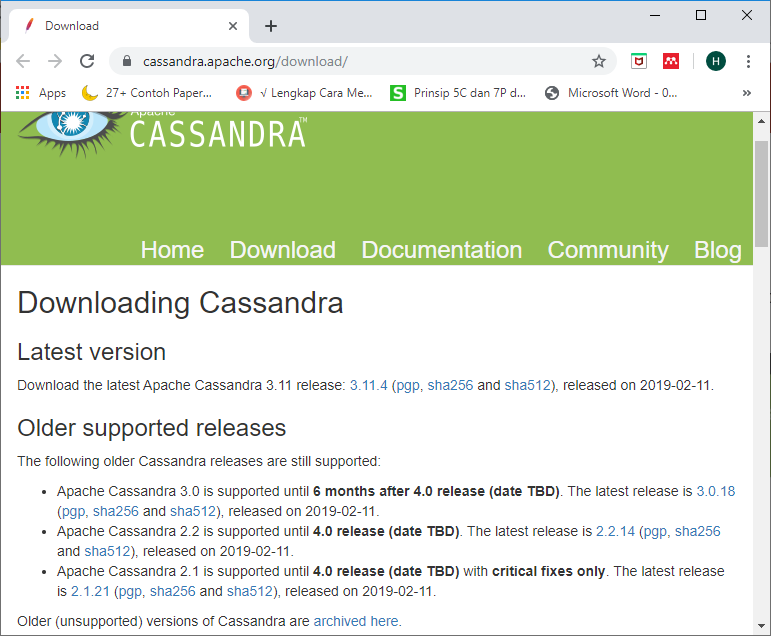 Download
cassandra.apache.org/download/
H
Apps 27+ Contoh Paper... √ Lengkap Cara Me... S Prinsip 5C dan 7P d... Microsoft Word - 0... »
Apache
CASSANDRA™
Home Download Documentation Community Blog
Downloading Cassandra
Latest version
Download the latest Apache Cassandra 3.11 release: 3.11.4 (pgp, sha256 and sha512), released on 2019-02-11.
Older supported releases
The following older Cassandra releases are still supported:
• Apache Cassandra 3.0 is supported until 6 months after 4.0 release (date TBD). The latest release is 3.0.18
(pgp, sha256 and sha512), released on 2019-02-11.
• Apache Cassandra 2.2 is supported until 4.0 release (date TBD). The latest release is 2.2.14 (pgp, sha256
and sha512), released on 2019-02-11.
• Apache Cassandra 2.1 is supported until 4.0 release (date TBD) with critical fixes only. The latest release
is 2.1.21 (pgp, sha256 and sha512), released on 2019-02-11.
Older (unsupported) versions of Cassandra are archived here.